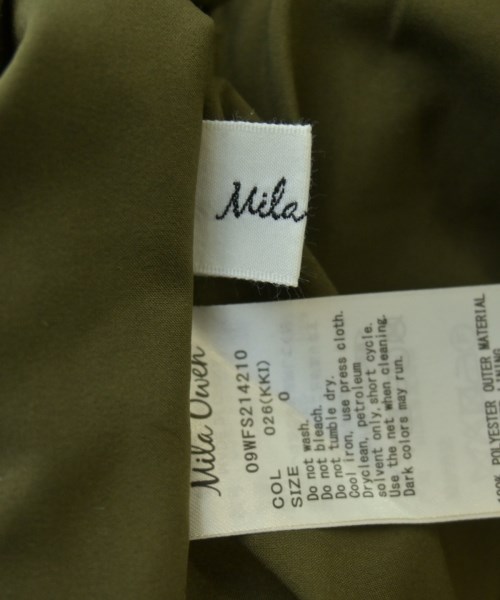 Mila
Mila Owen
09WFS214210
COL 026(KKI)
SIZE 0
Do not wash.
Do not bleach.
Do not tumble dry.
Cool iron, use press cloth.
Dryclean, petroleum
solvent only,short cycle.
Use the net when cleaning.
Dark colors may run.
100% POLYESTER OUTER MATERIAL